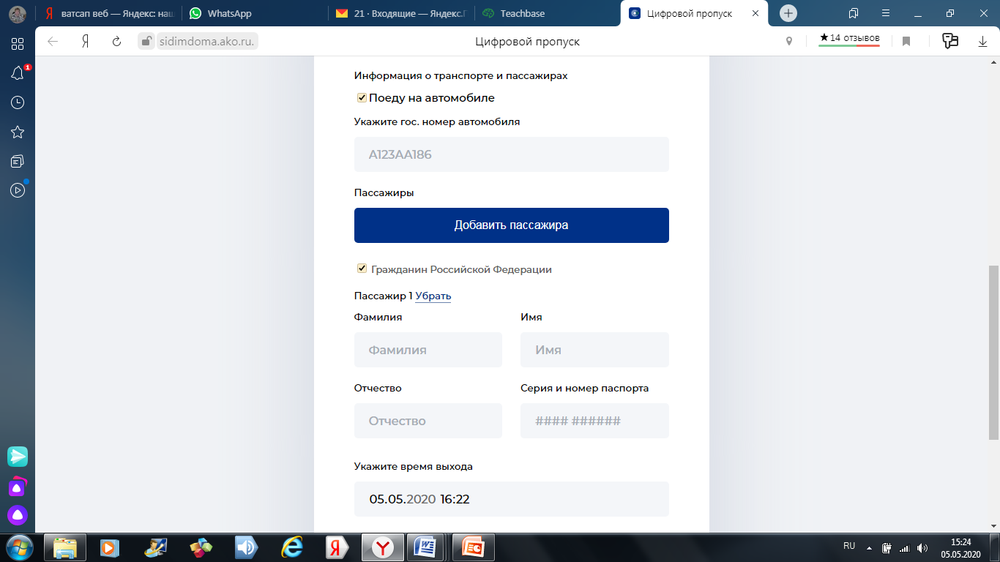 ватсап веб — Яндекс: наш
WhatsApp
21 · Входящие — Яндекс.П
Teachbase
Цифровой пропуск
sidimdoma.ako.ru.
Цифровой пропуск
★14 отзывов
1
Информация о транспорте и пассажирах
Поеду на автомобиле
Укажите гос. номер автомобиля
А123АА186
Пассажиры
Добавить пассажира
Гражданин Российской Федерации
Пассажир 1 Убрать
Фамилия Имя
Фамилия Имя
Отчество Серия и номер паспорта
Отчество #### ######
Укажите время выхода
05.05.2020 16:22
RU 15:24
05.05.2020